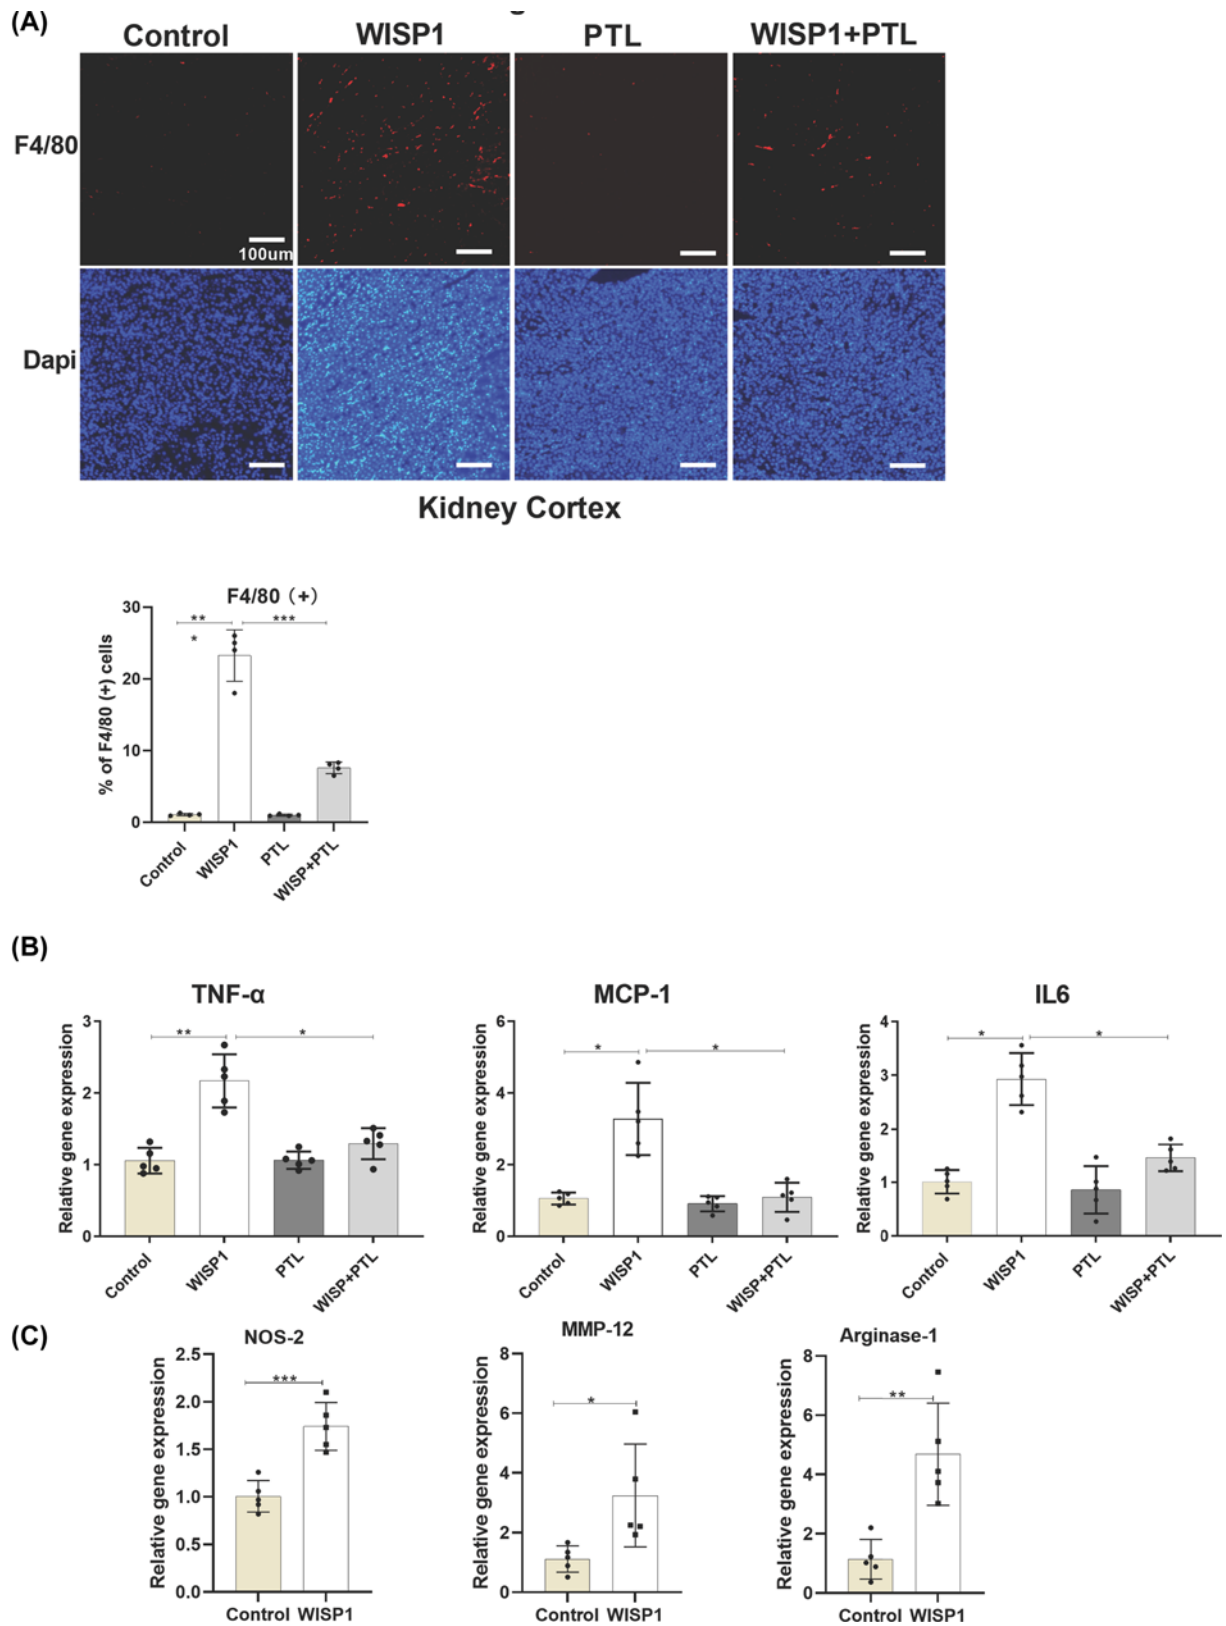 (A)
Control WISP1 PTL WISP1+PTL
F4/80
100um
Dapi
Kidney Cortex
F4/80 (+)
** ***
*
% of F4/80 (+) cells
30
20
10
0
Control WISP1 PTL WISP+PTL
(B)
TNF-α
** *
Relative gene expression
3
2
1
0
Control WISP1 PTL WISP+PTL
MCP-1
* *
Relative gene expression
6
4
2
0
Control WISP1 PTL WISP+PTL
IL6
* *
Relative gene expression
4
3
2
1
0
Control WISP1 PTL WISP+PTL
(C)
NOS-2
***
Relative gene expression
2.5
2.0
1.5
1.0
0.5
0.0
Control WISP1
MMP-12
*
Relative gene expression
8
6
4
2
0
Control WISP1
Arginase-1
**
Relative gene expression
8
6
4
2
0
Control WISP1